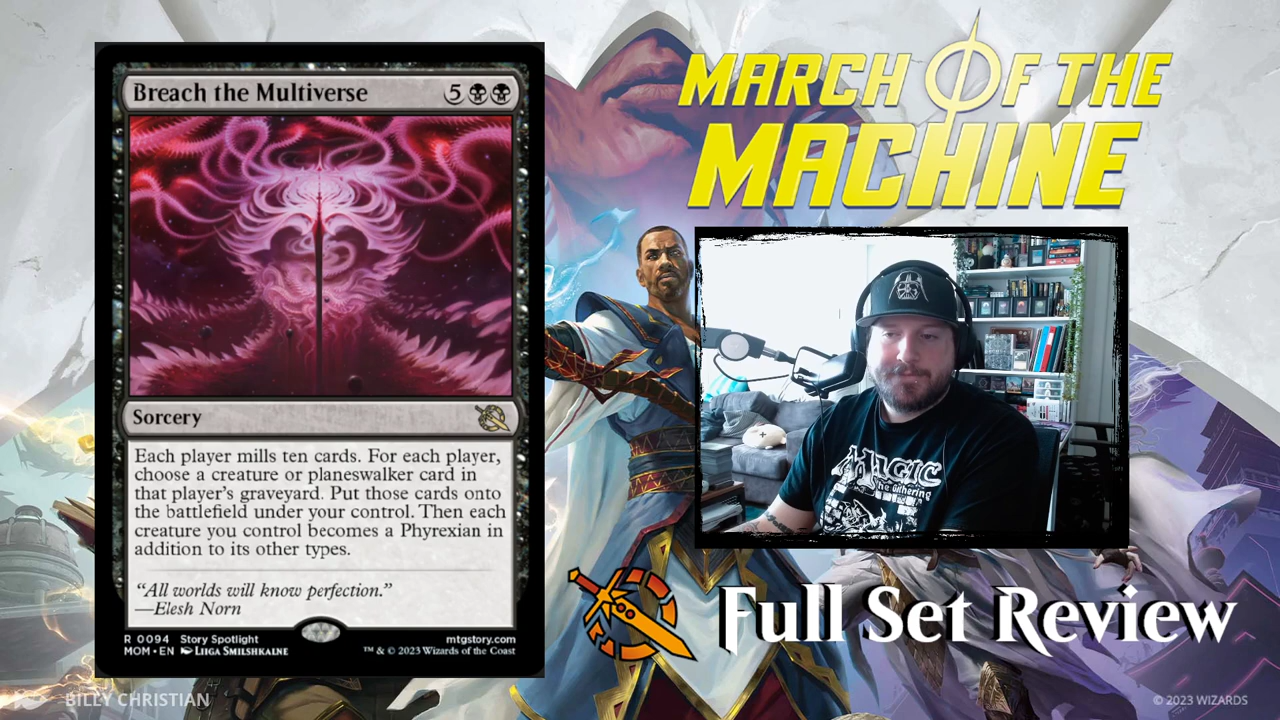 Breach the Multiverse 5
Sorcery
Each player mills ten cards. For each player,
choose a creature or planeswalker card in
that player's graveyard. Put those cards onto
the battlefield under your control. Then each
creature you control becomes a Phyrexian in
addition to its other types.
“All worlds will know perfection.”
—Elesh Norn
R 0094 Story Spotlight
mtgstory.com
MOM • EN LIIGA SMILSHKALNE
™ & © 2023 Wizards of the Coast
MARCH OF THE
MACHINE
MAGIC
The Gathering
Full Set Review
BILLY CHRISTIAN
© 2023 WIZARDS